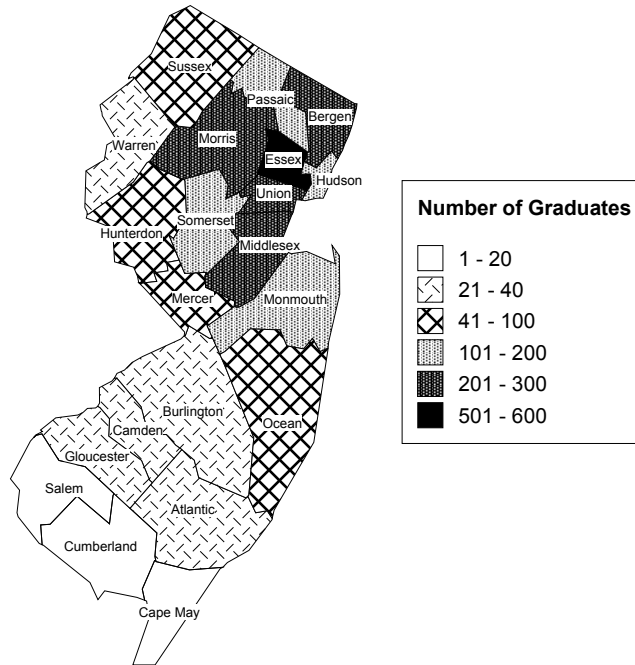 Sussex
Passaic
Bergen
Morris
Warren
Essex
Hudson
Union
Somerset
Hunterdon
Middlesex
Mercer
Monmouth
Burlington
Ocean
Camden
Gloucester
Salem
Atlantic
Cumberland
Cape May
Number of Graduates
1 - 20
21 - 40
41 - 100
101 - 200
201 - 300
501 - 600